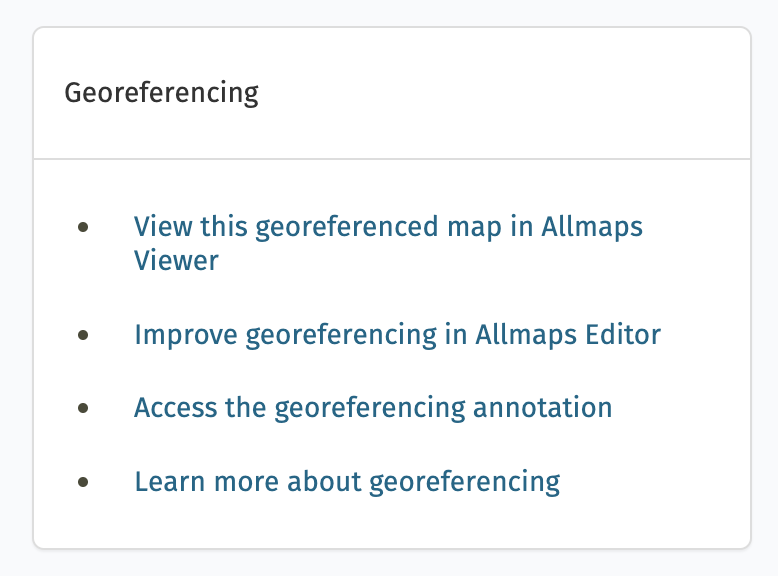 Georeferencing
View this georeferenced map in Allmaps
Viewer
Improve georeferencing in Allmaps Editor
Access the georeferencing annotation
Learn more about georeferencing